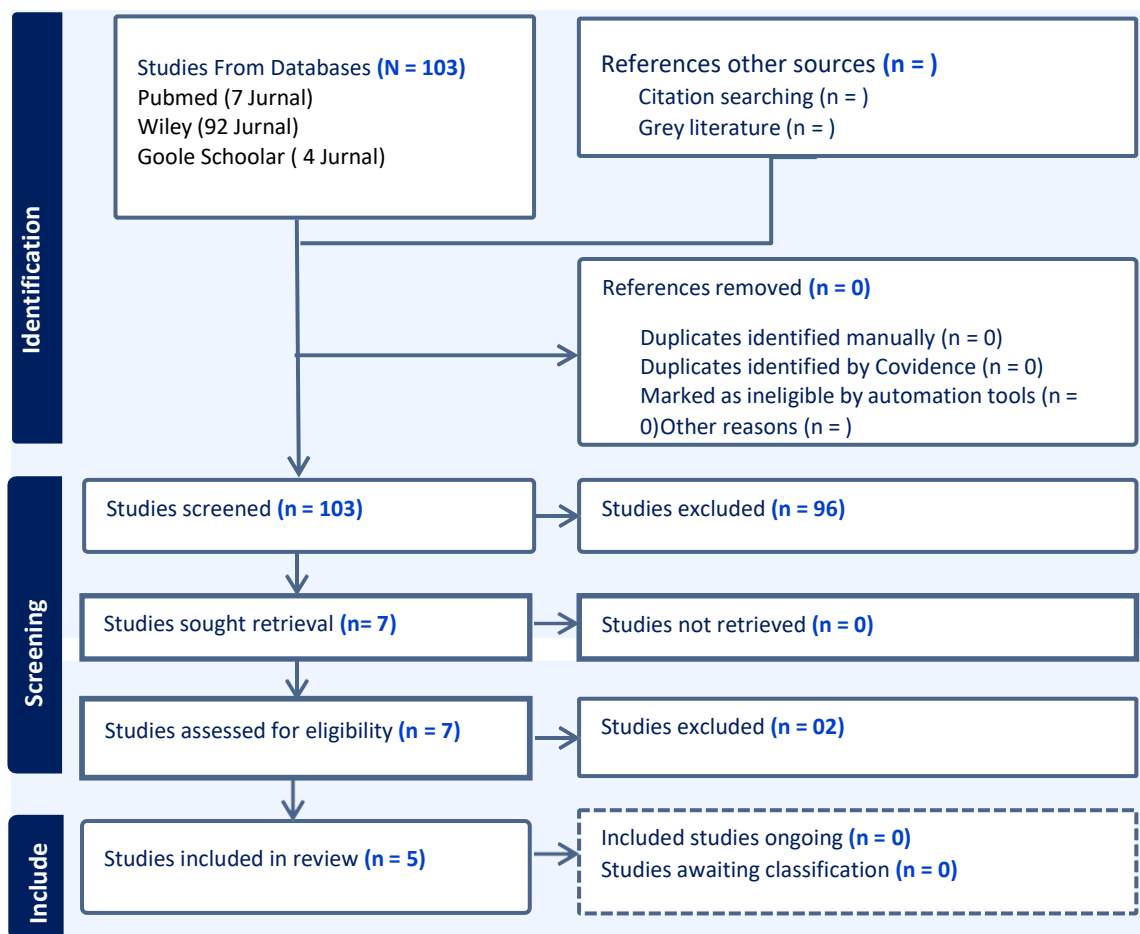 Identification
Studies From Databases (N = 103)
Pubmed (7 Jurnal)
Wiley (92 Jurnal)
Goole Schoolar ( 4 Jurnal)
References other sources (n = )
Citation searching (n = )
Grey literature (n = )
References removed (n = 0)
Duplicates identified manually (n = 0)
Duplicates identified by Covidence (n = 0)
Marked as ineligible by automation tools (n =
0)Other reasons (n = )
Screening
Studies screened (n = 103)
Studies excluded (n = 96)
Studies sought retrieval (n= 7)
Studies not retrieved (n = 0)
Studies assessed for eligibility (n = 7)
Studies excluded (n = 02)
Include
Studies included in review (n = 5)
Included studies ongoing (n = 0)
Studies awaiting classification (n = 0)